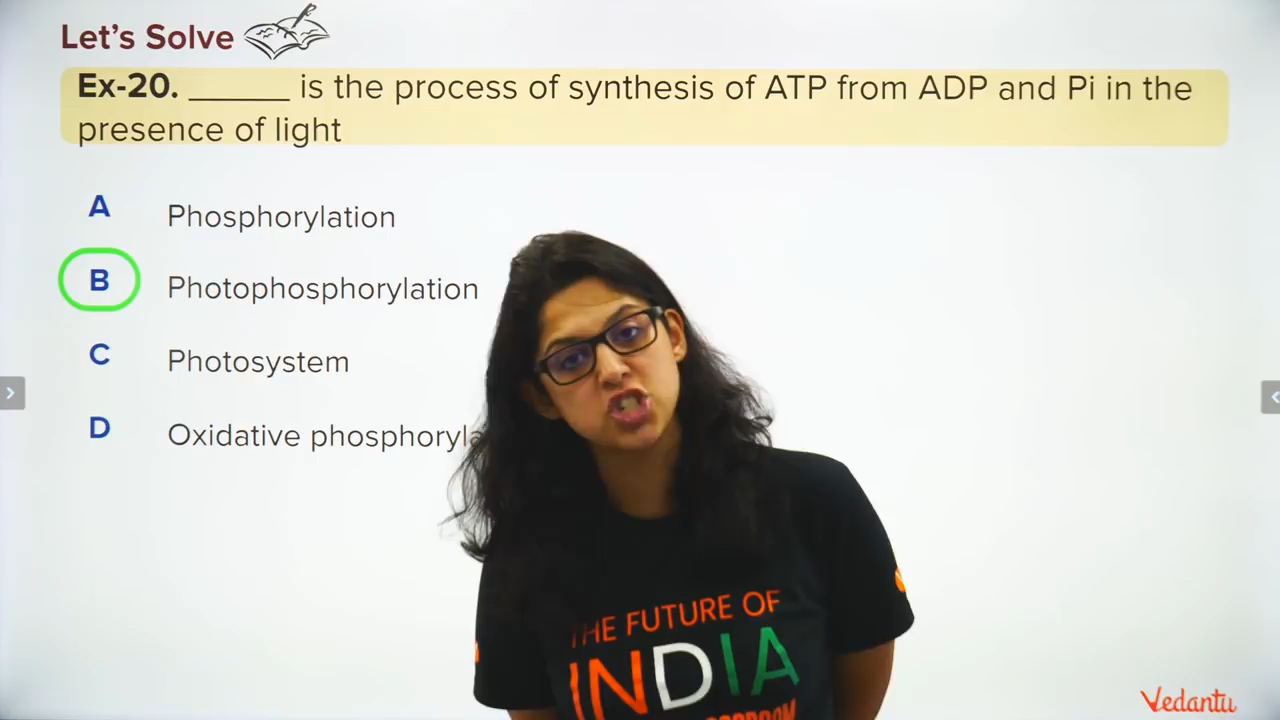 Let's Solve
Ex-20. ______ is the process of synthesis of ATP from ADP and Pi in the
presence of light
A Phosphorylation
B Photophosphorylation
C Photosystem
D Oxidative phosphoryla
THE FUTURE OF
INDIA
Vedantu